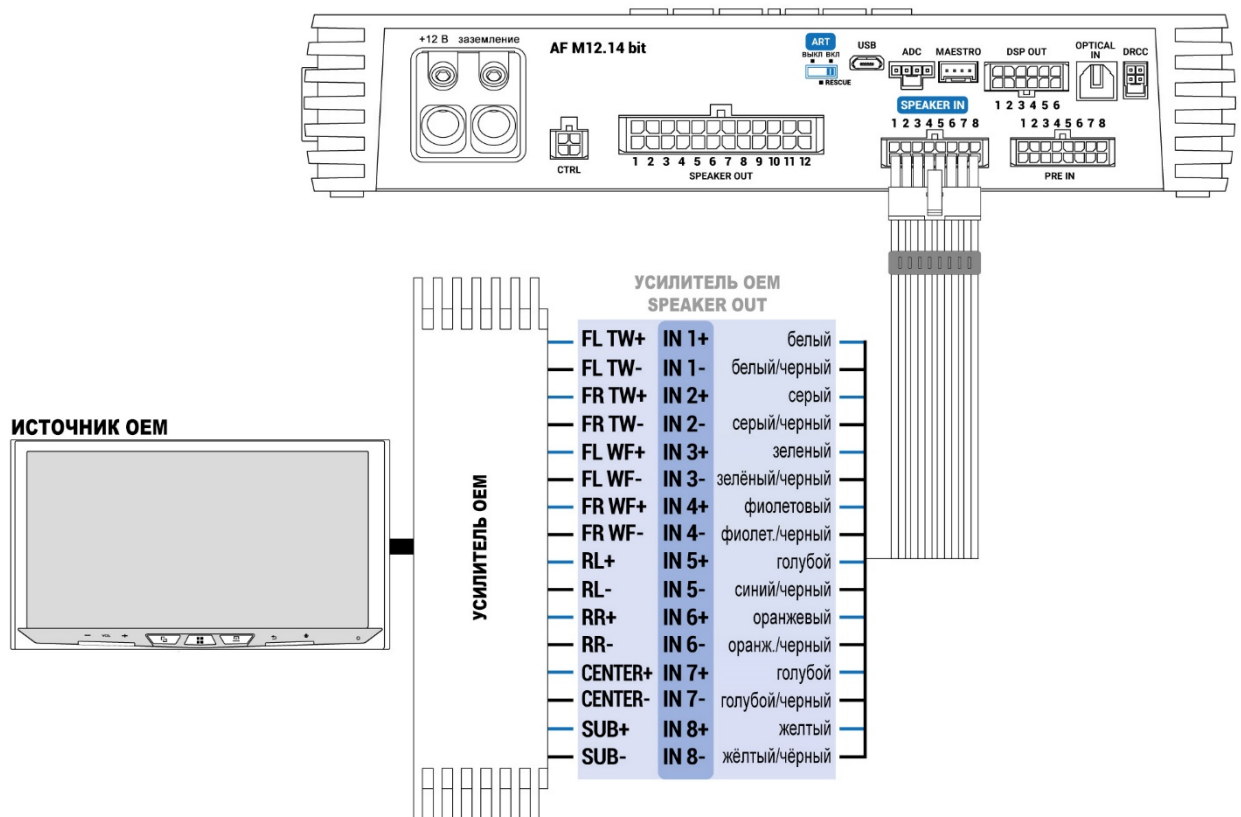 +12 В заземление
AF M12.14 bit
ART
ВЫКЛ ВКЛ
RESCUE
USB
ADC
MAESTRO
DSP OUT
OPTICAL
IN
DRCC
1 2 3 4 5 6
SPEAKER IN
1 2 3 4 5 6 7 8
1 2 3 4 5 6 7 8
CTRL
1 2 3 4 5 6 7 8 9 10 11 12
SPEAKER OUT
PRE IN
УСИЛИТЕЛЬ OEM
SPEAKER OUT
FL TW+ IN 1+ белый
FL TW- IN 1- белый/черный
FR TW+ IN 2+ серый
FR TW- IN 2- серый/черный
FL WF+ IN 3+ зеленый
FL WF- IN 3- зелёный/черный
FR WF+ IN 4+ фиолетовый
FR WF- IN 4- фиолет./черный
RL+ IN 5+ голубой
RL- IN 5- синий/черный
RR+ IN 6+ оранжевый
RR- IN 6- оранж./черный
CENTER+ IN 7+ голубой
CENTER- IN 7- голубой/черный
SUB+ IN 8+ желтый
SUB- IN 8- жёлтый/чёрный
УСИЛИТЕЛЬ OEM
ИСТОЧНИК OEM
− VOL +